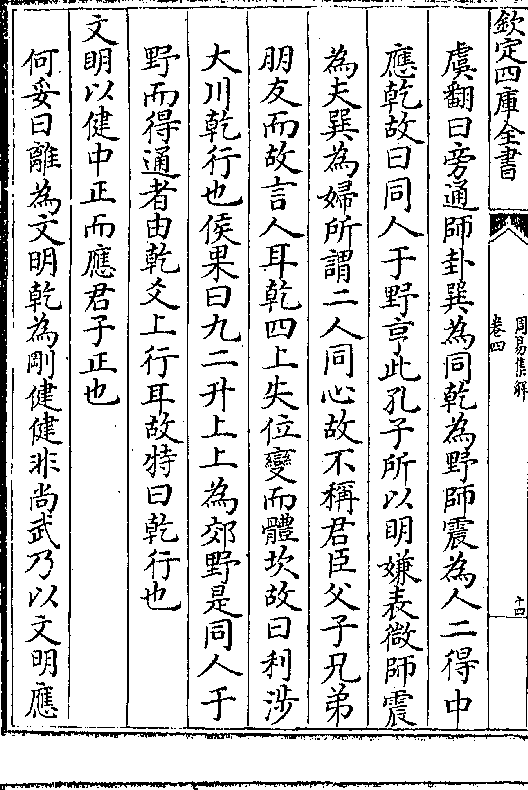 欽定四庫全書
周易集解
卷四
十四
虞翻曰旁通師卦巽為同乾為野師震為人二得中
應乾故曰同人于野亨此孔子所以明嫌表微師震
為夫巽為婦所謂二人同心故不稱君臣父子兄弟
朋友而故言人耳乾四上失位變而體坎故曰利涉
大川乾行也侯果曰九二升上上為郊野是同人于
野而得通者由乾爻上行耳故特曰乾行也
文明以健中正而應君子正也
何妥曰離為文明乾為剛健健非尚武乃以文明應